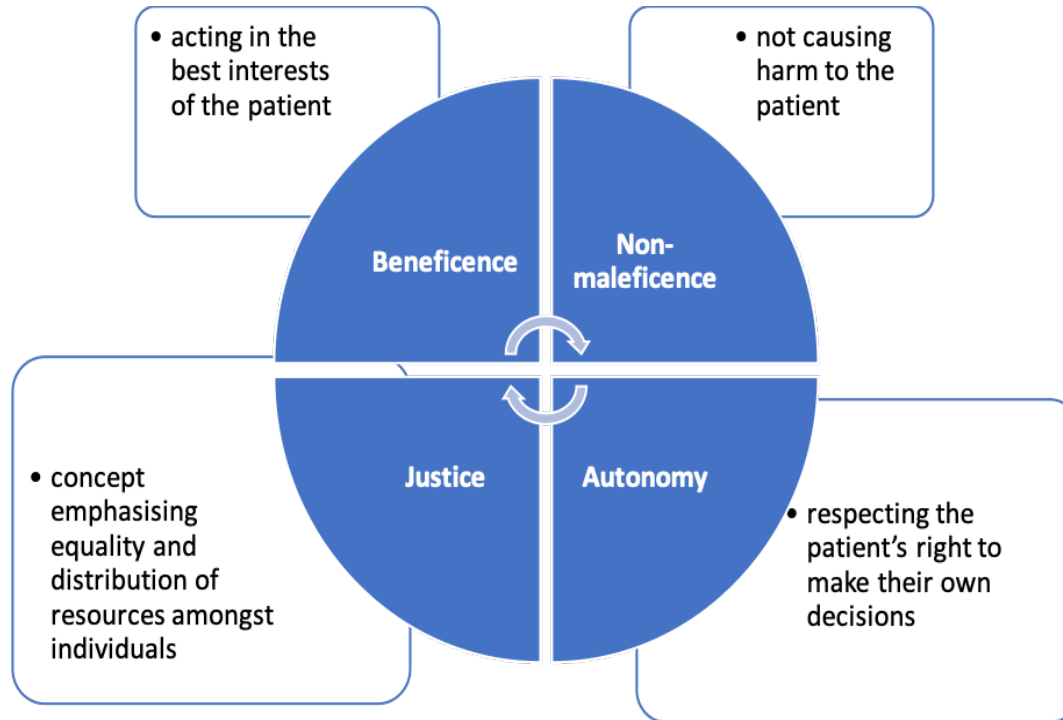 • acting in the
best interests
of the patient
• not causing
harm to the
patient
Beneficence
Non-
maleficence
Justice
Autonomy
• concept
emphasising
equality and
distribution of
resources amongst
individuals
• respecting the
patient’s right to
make their own
decisions